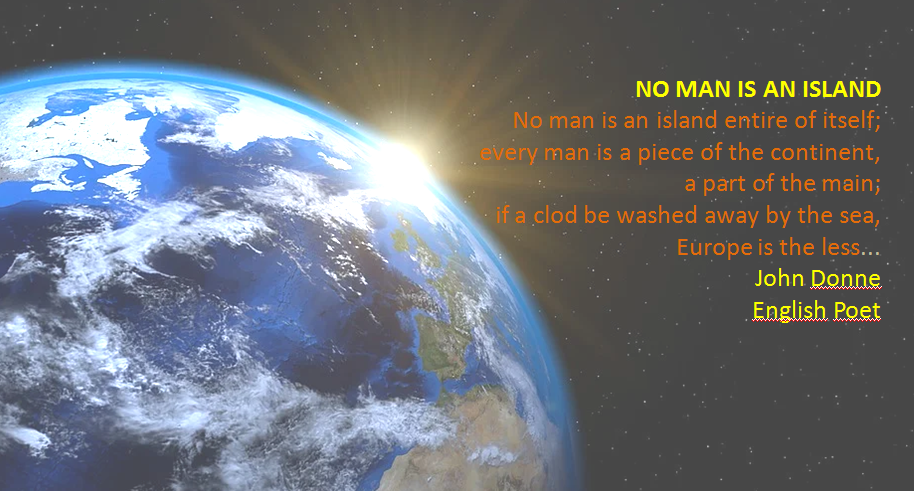 NO MAN IS AN ISLAND
No man is an island entire of itself;
every man is a piece of the continent,
a part of the main;
if a clod be washed away by the sea,
Europe is the less...
John Donne
English Poet